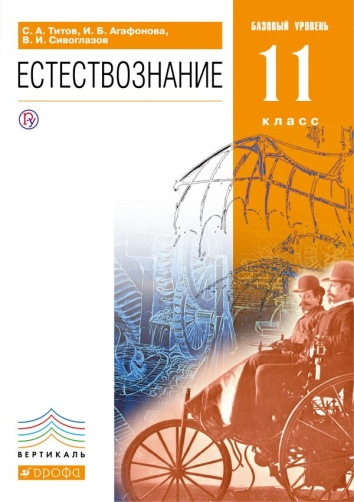 С. А. Титов, И. Б. Агафонова,
В. И. Сивоглазов
ЕСТЕСТВОЗНАНИЕ
БАЗОВЫЙ УРОВЕНЬ
11
класс
ВЕРТИКАЛЬ
ДРОФА